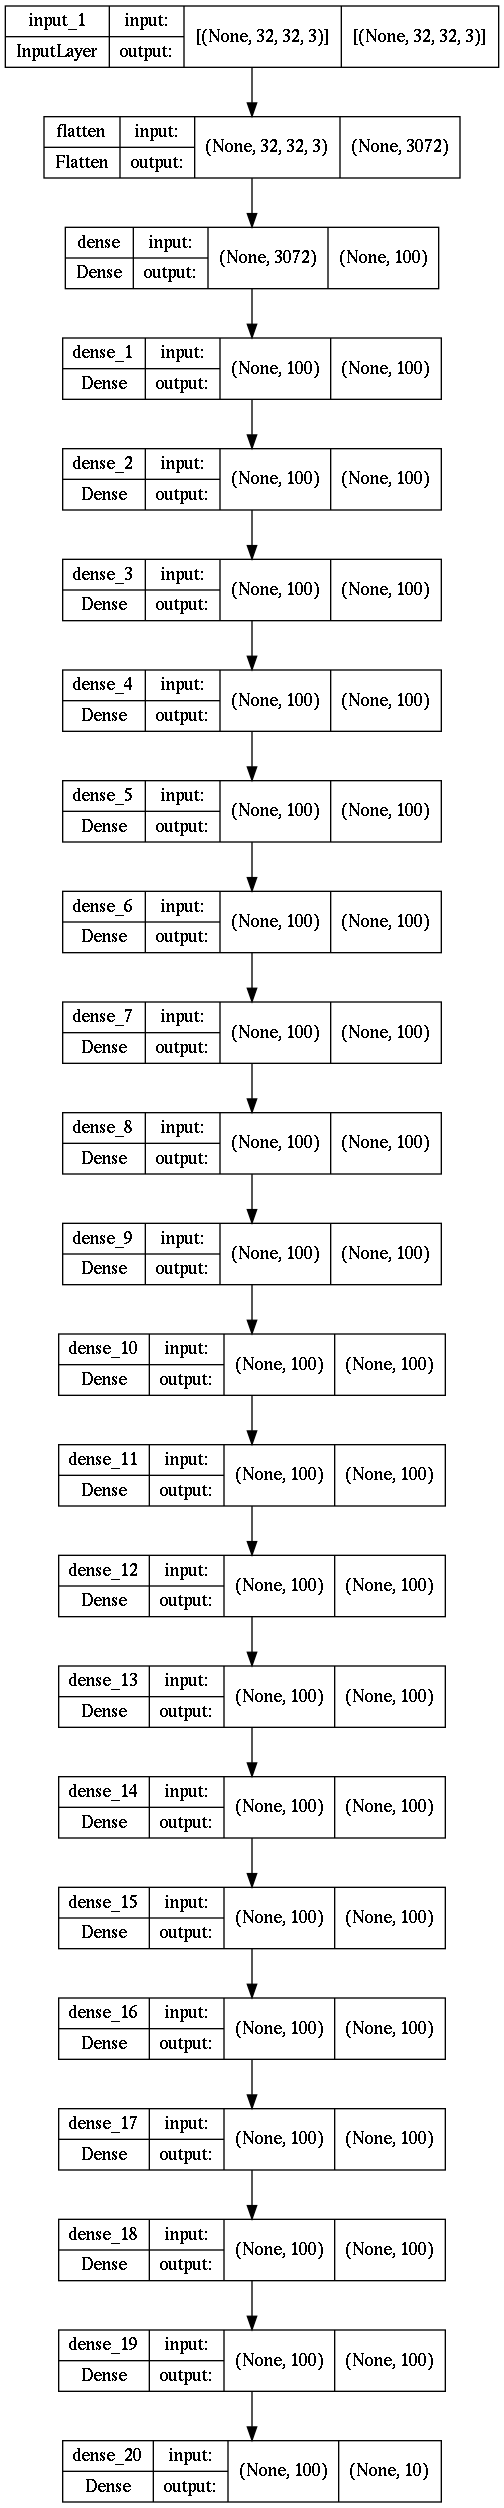 input_1 input: [(None, 32, 32, 3)] [(None, 32, 32, 3)]
InputLayer output:
flatten input: (None, 32, 32, 3) (None, 3072)
Flatten output:
dense input: (None, 3072) (None, 100)
Dense output:
dense_1 input: (None, 100) (None, 100)
Dense output:
dense_2 input: (None, 100) (None, 100)
Dense output:
dense_3 input: (None, 100) (None, 100)
Dense output:
dense_4 input: (None, 100) (None, 100)
Dense output:
dense_5 input: (None, 100) (None, 100)
Dense output:
dense_6 input: (None, 100) (None, 100)
Dense output:
dense_7 input: (None, 100) (None, 100)
Dense output:
dense_8 input: (None, 100) (None, 100)
Dense output:
dense_9 input: (None, 100) (None, 100)
Dense output:
dense_10 input: (None, 100) (None, 100)
Dense output:
dense_11 input: (None, 100) (None, 100)
Dense output:
dense_12 input: (None, 100) (None, 100)
Dense output:
dense_13 input: (None, 100) (None, 100)
Dense output:
dense_14 input: (None, 100) (None, 100)
Dense output:
dense_15 input: (None, 100) (None, 100)
Dense output:
dense_16 input: (None, 100) (None, 100)
Dense output:
dense_17 input: (None, 100) (None, 100)
Dense output:
dense_18 input: (None, 100) (None, 100)
Dense output:
dense_19 input: (None, 100) (None, 100)
Dense output:
dense_20 input: (None, 100) (None, 10)
Dense output: